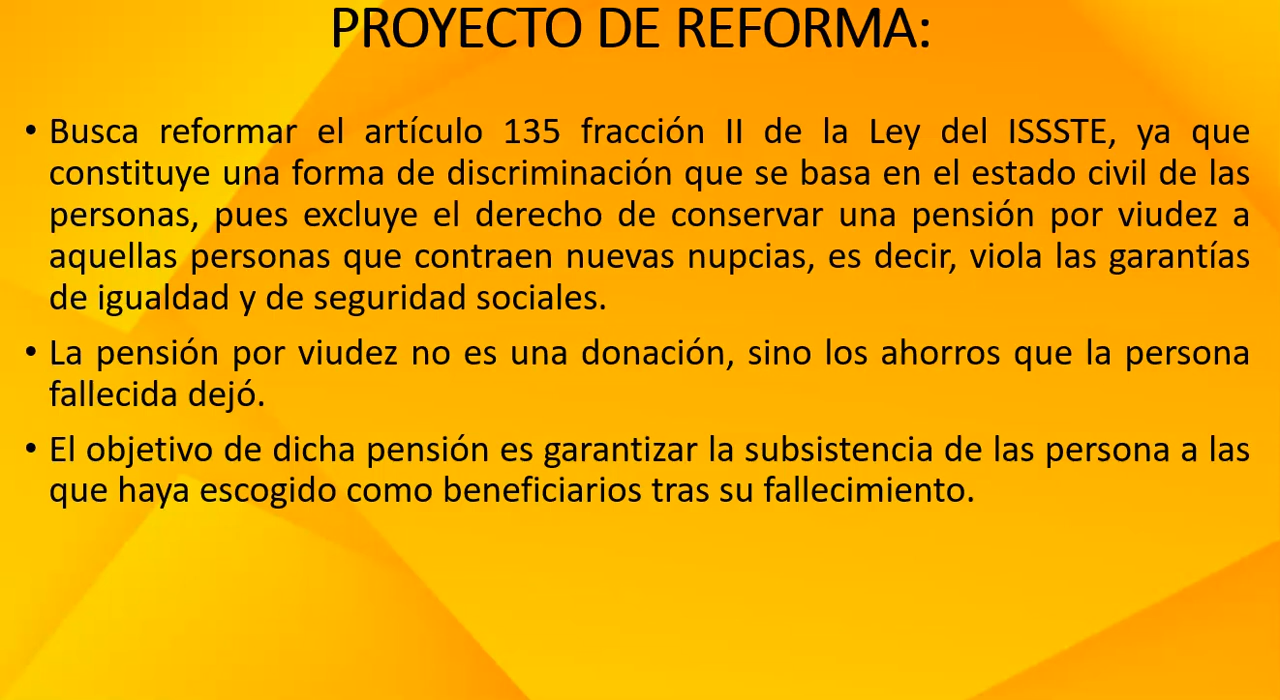 PROYECTO DE REFORMA:
• Busca reformar el artículo 135 fracción II de la Ley del ISSSTE, ya que
constituye una forma de discriminación que se basa en el estado civil de las
personas, pues excluye el derecho de conservar una pensión por viudez a
aquellas personas que contraen nuevas nupcias, es decir, viola las garantías
de igualdad y de seguridad sociales.
• La pensión por viudez no es una donación, sino los ahorros que la persona
fallecida dejó.
• El objetivo de dicha pensión es garantizar la subsistencia de las persona a las
que haya escogido como beneficiarios tras su fallecimiento.